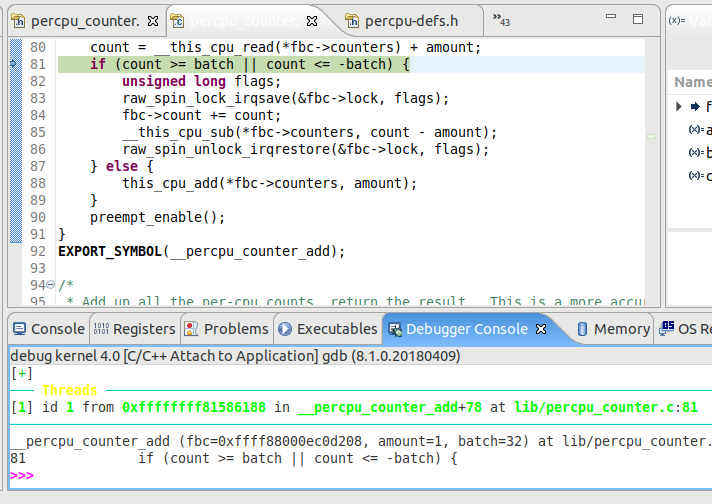 percpu_counter. percpu_counter. percpu-defs.h »43 (x)= Varia
80 count = __this_cpu_read(*fbc->counters) + amount;
81 if (count >= batch || count <= -batch) {
82 unsigned long flags;
83 raw_spin_lock_irqsave(&fbc->lock, flags);
84 fbc->count += count;
85 __this_cpu_sub(*fbc->counters, count - amount);
86 raw_spin_unlock_irqrestore(&fbc->lock, flags);
87 } else {
88 this_cpu_add(*fbc->counters, amount);
89 }
90 preempt_enable();
91 }
92 EXPORT_SYMBOL(__percpu_counter_add);
93
94 /*
95 * Add up all the per-cpu counts, return the result. This is a more accu
Name
f
(x)= a
(x)= b
(x)= c
Console Registers Problems Executables Debugger Console Memory OS Re
debug kernel 4.0 [C/C++ Attach to Application] gdb (8.1.0.20180409)
[+]
Threads
[1] id 1 from 0xffffffff81586188 in __percpu_counter_add+78 at lib/percpu_counter.c:81
__percpu_counter_add (fbc=0xffff88000ec0d208, amount=1, batch=32) at lib/percpu_counter.
81 if (count >= batch || count <= -batch) {
>>>